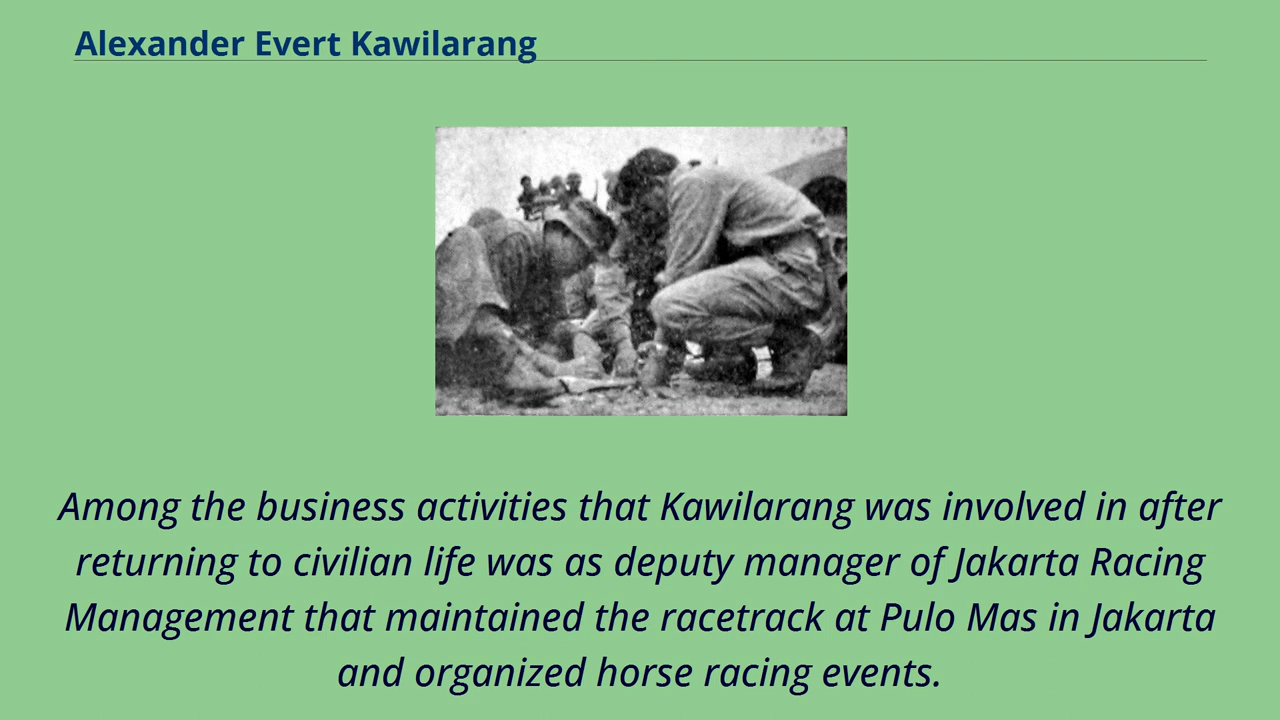 Alexander Evert Kawilarang
Among the business activities that Kawilarang was involved in after
returning to civilian life was as deputy manager of Jakarta Racing
Management that maintained the racetrack at Pulo Mas in Jakarta
and organized horse racing events.